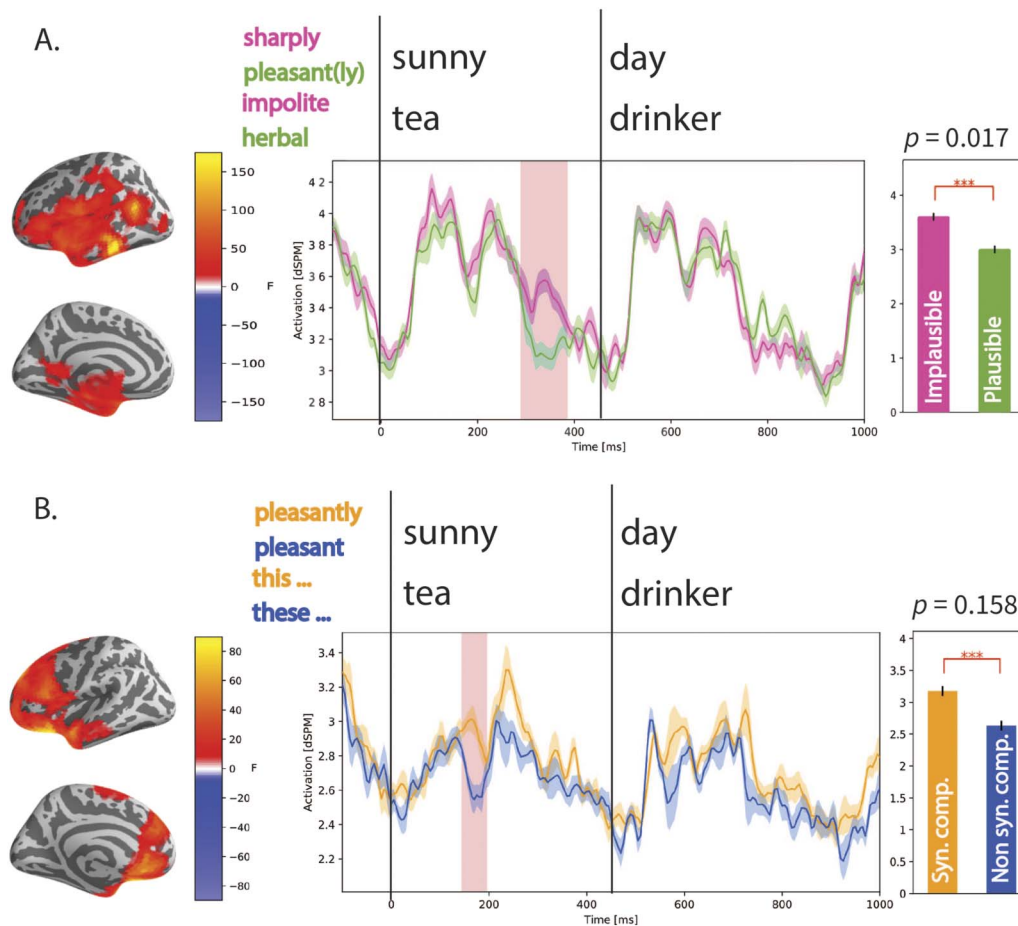 A.
sharply
pleasant(ly)
impolite
herbal
sunny
tea
day
drinker
150
100
50
0
−50
−100
−150
F
Activation [dSPM]
4 2
4
3.8
3.6
3.4
3.2
3
2.8
0
200
400
600
800
1000
Time [ms]
p = 0.017
***
4
3
2
1
0
Implausible
Plausible
B.
pleasantly
pleasant
this ...
these ...
sunny
tea
day
drinker
80
60
40
20
0
−20
−40
−60
−80
F
Activation [dSPM]
3.4
3.2
3
2.8
2.6
2.4
2.2
0
200
400
600
800
1000
Time [ms]
p = 0.158
***
4
3.5
3
2.5
2
1.5
1
0.5
0
Syn. comp.
Non syn. comp.